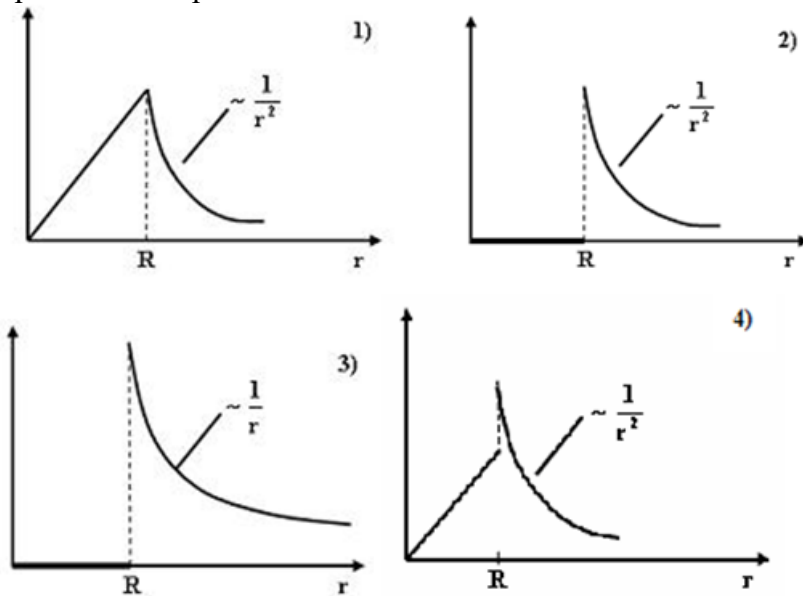 1)
~ 1/r²
R r
2)
~ 1/r²
R r
3)
~ 1/r
R r
4)
~ 1/r²
R r